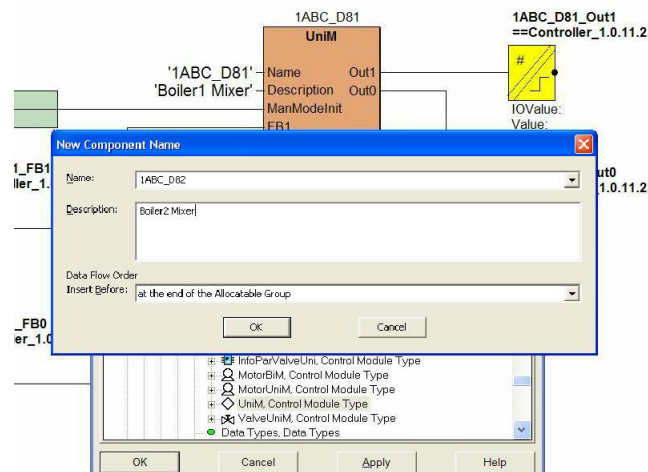 1ABC_D81
UniM
1ABC_D81_Out1
==Controller_1.0.11.2
#
'1ABC_D81'
Name
Out1
'Boiler1 Mixer'
Description
Out0
ManModeInit
FB1
IOValue:
Value:
New Component Name
1_FB1
ller_1.
ut0
1.0.11.2
Name:
1ABC_D82
Description:
Boiler2 Mixer
Data Flow Order
Insert Before:
at the end of the Allocatable Group
OK
Cancel
_FB0
er_1.0
InfoParValveUni, Control Module Type
MotorBiM, Control Module Type
MotorUniM, Control Module Type
UniM, Control Module Type
ValveUniM, Control Module Type
Data Types, Data Types
OK
Cancel
Apply
Help